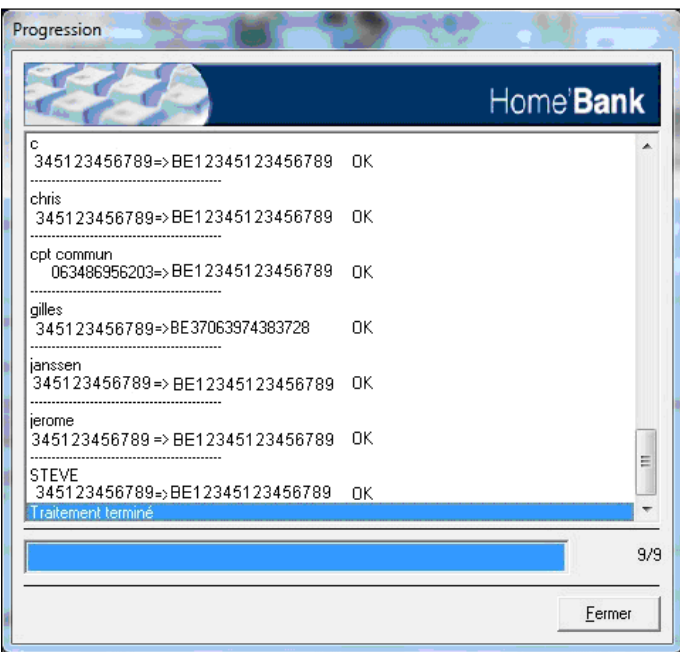 Progression
Home'Bank
c
345123456789=>BE12345123456789 OK
----------------------------------------
chris
345123456789=>BE12345123456789 OK
----------------------------------------
cpt commun
063486956203=>BE12345123456789 OK
----------------------------------------
gilles
345123456789=>BE37063974383728 OK
----------------------------------------
janssen
345123456789=>BE12345123456789 OK
----------------------------------------
jerome
345123456789=>BE12345123456789 OK
----------------------------------------
STEVE
345123456789=>BE12345123456789 OK
Traitement terminé
9/9
Fermer